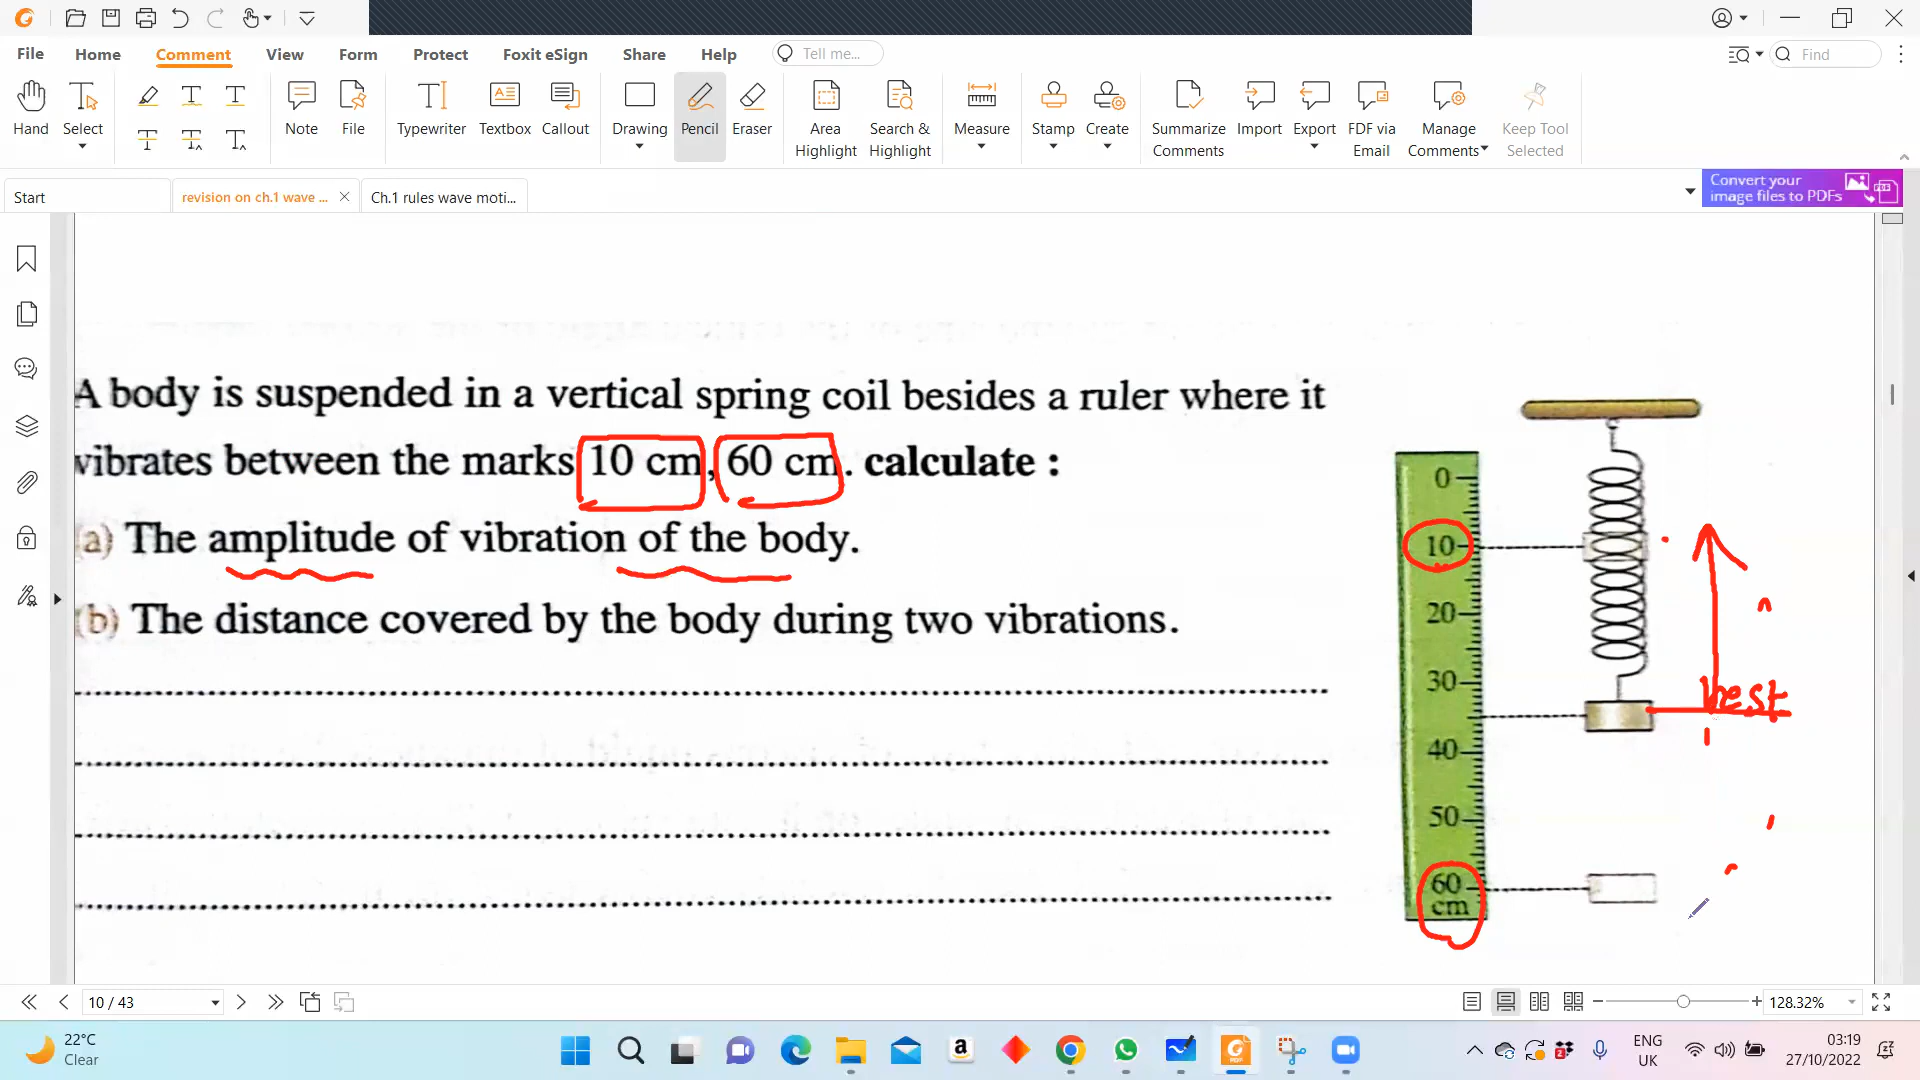 File Home Comment View Form Protect Foxit eSign Share Help Tell me... Find
Hand Select Note File Typewriter Textbox Callout Drawing Pencil Eraser Area Highlight Search & Highlight Measure Stamp Create Summarize Comments Import Export FDF via Email Manage Comments Keep Tool Selected
Start revision on ch.1 wave ... Ch.1 rules wave moti... Convert your image files to PDFs
A body is suspended in a vertical spring coil besides a ruler where it
vibrates between the marks 10 cm, 60 cm. calculate :
(a) The amplitude of vibration of the body.
(b) The distance covered by the body during two vibrations.
0
10
20
30
40
50
60
cm
10 / 43 128.32%
22°C
Clear
ENG
UK
03:19
27/10/2022